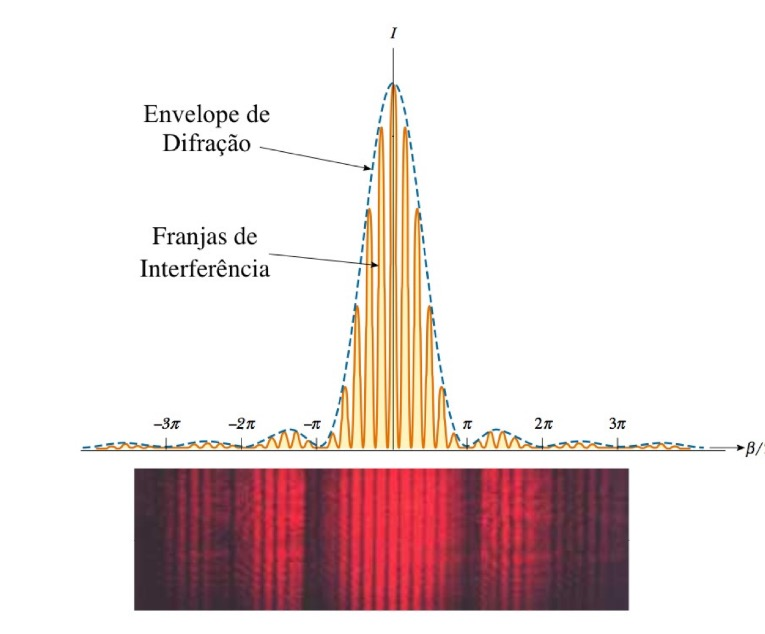 I
Envelope de
Difração
Franjas de
Interferência
–3π –2π –π π 2π 3π
β/